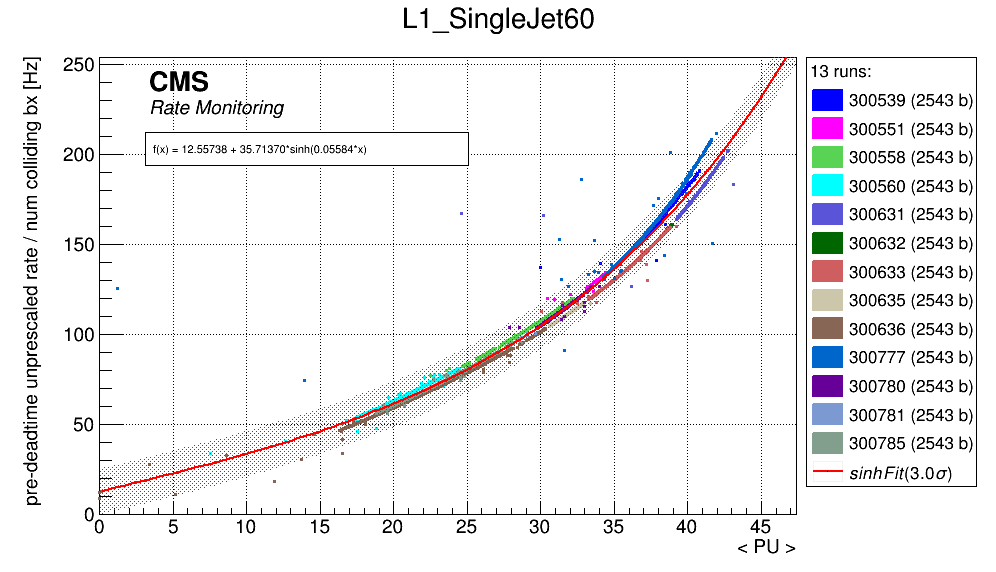 L1_SingleJet60
pre-deadtime unprescaled rate / num colliding bx [Hz]
250
200
150
100
50
0
CMS
Rate Monitoring
f(x) = 12.55738 + 35.71370*sinh(0.05584*x)
0 5 10 15 20 25 30 35 40 45
< PU >
13 runs:
300539 (2543 b)
300551 (2543 b)
300558 (2543 b)
300560 (2543 b)
300631 (2543 b)
300632 (2543 b)
300633 (2543 b)
300635 (2543 b)
300636 (2543 b)
300777 (2543 b)
300780 (2543 b)
300781 (2543 b)
300785 (2543 b)
sinhFit(3.0σ)